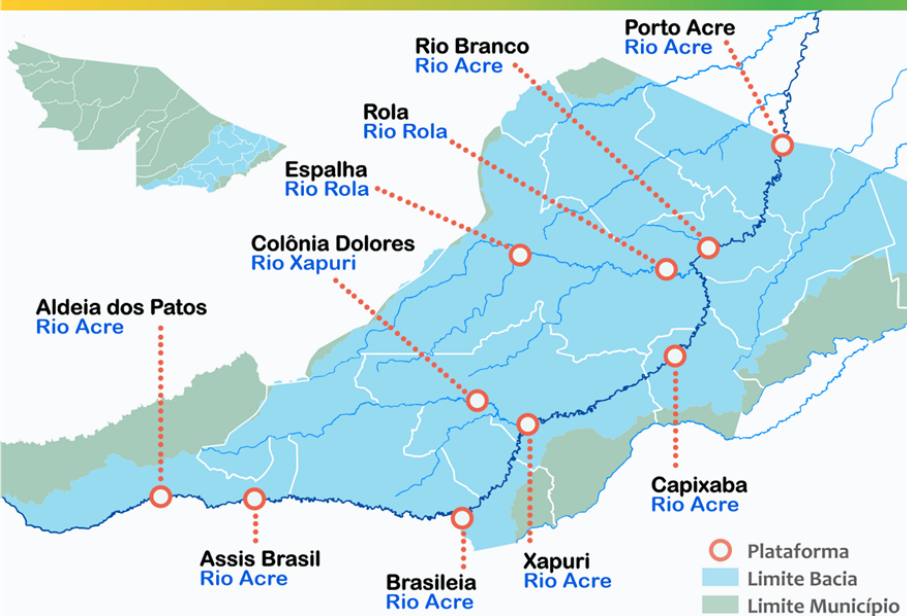 Porto Acre
Rio Acre
Rio Branco
Rio Acre
Rola
Rio Rola
Espalha
Rio Rola
Colônia Dolores
Rio Xapuri
Aldeia dos Patos
Rio Acre
Capixaba
Rio Acre
Assis Brasil
Rio Acre
Xapuri
Rio Acre
Brasileia
Rio Acre
Plataforma
Limite Bacia
Limite Município